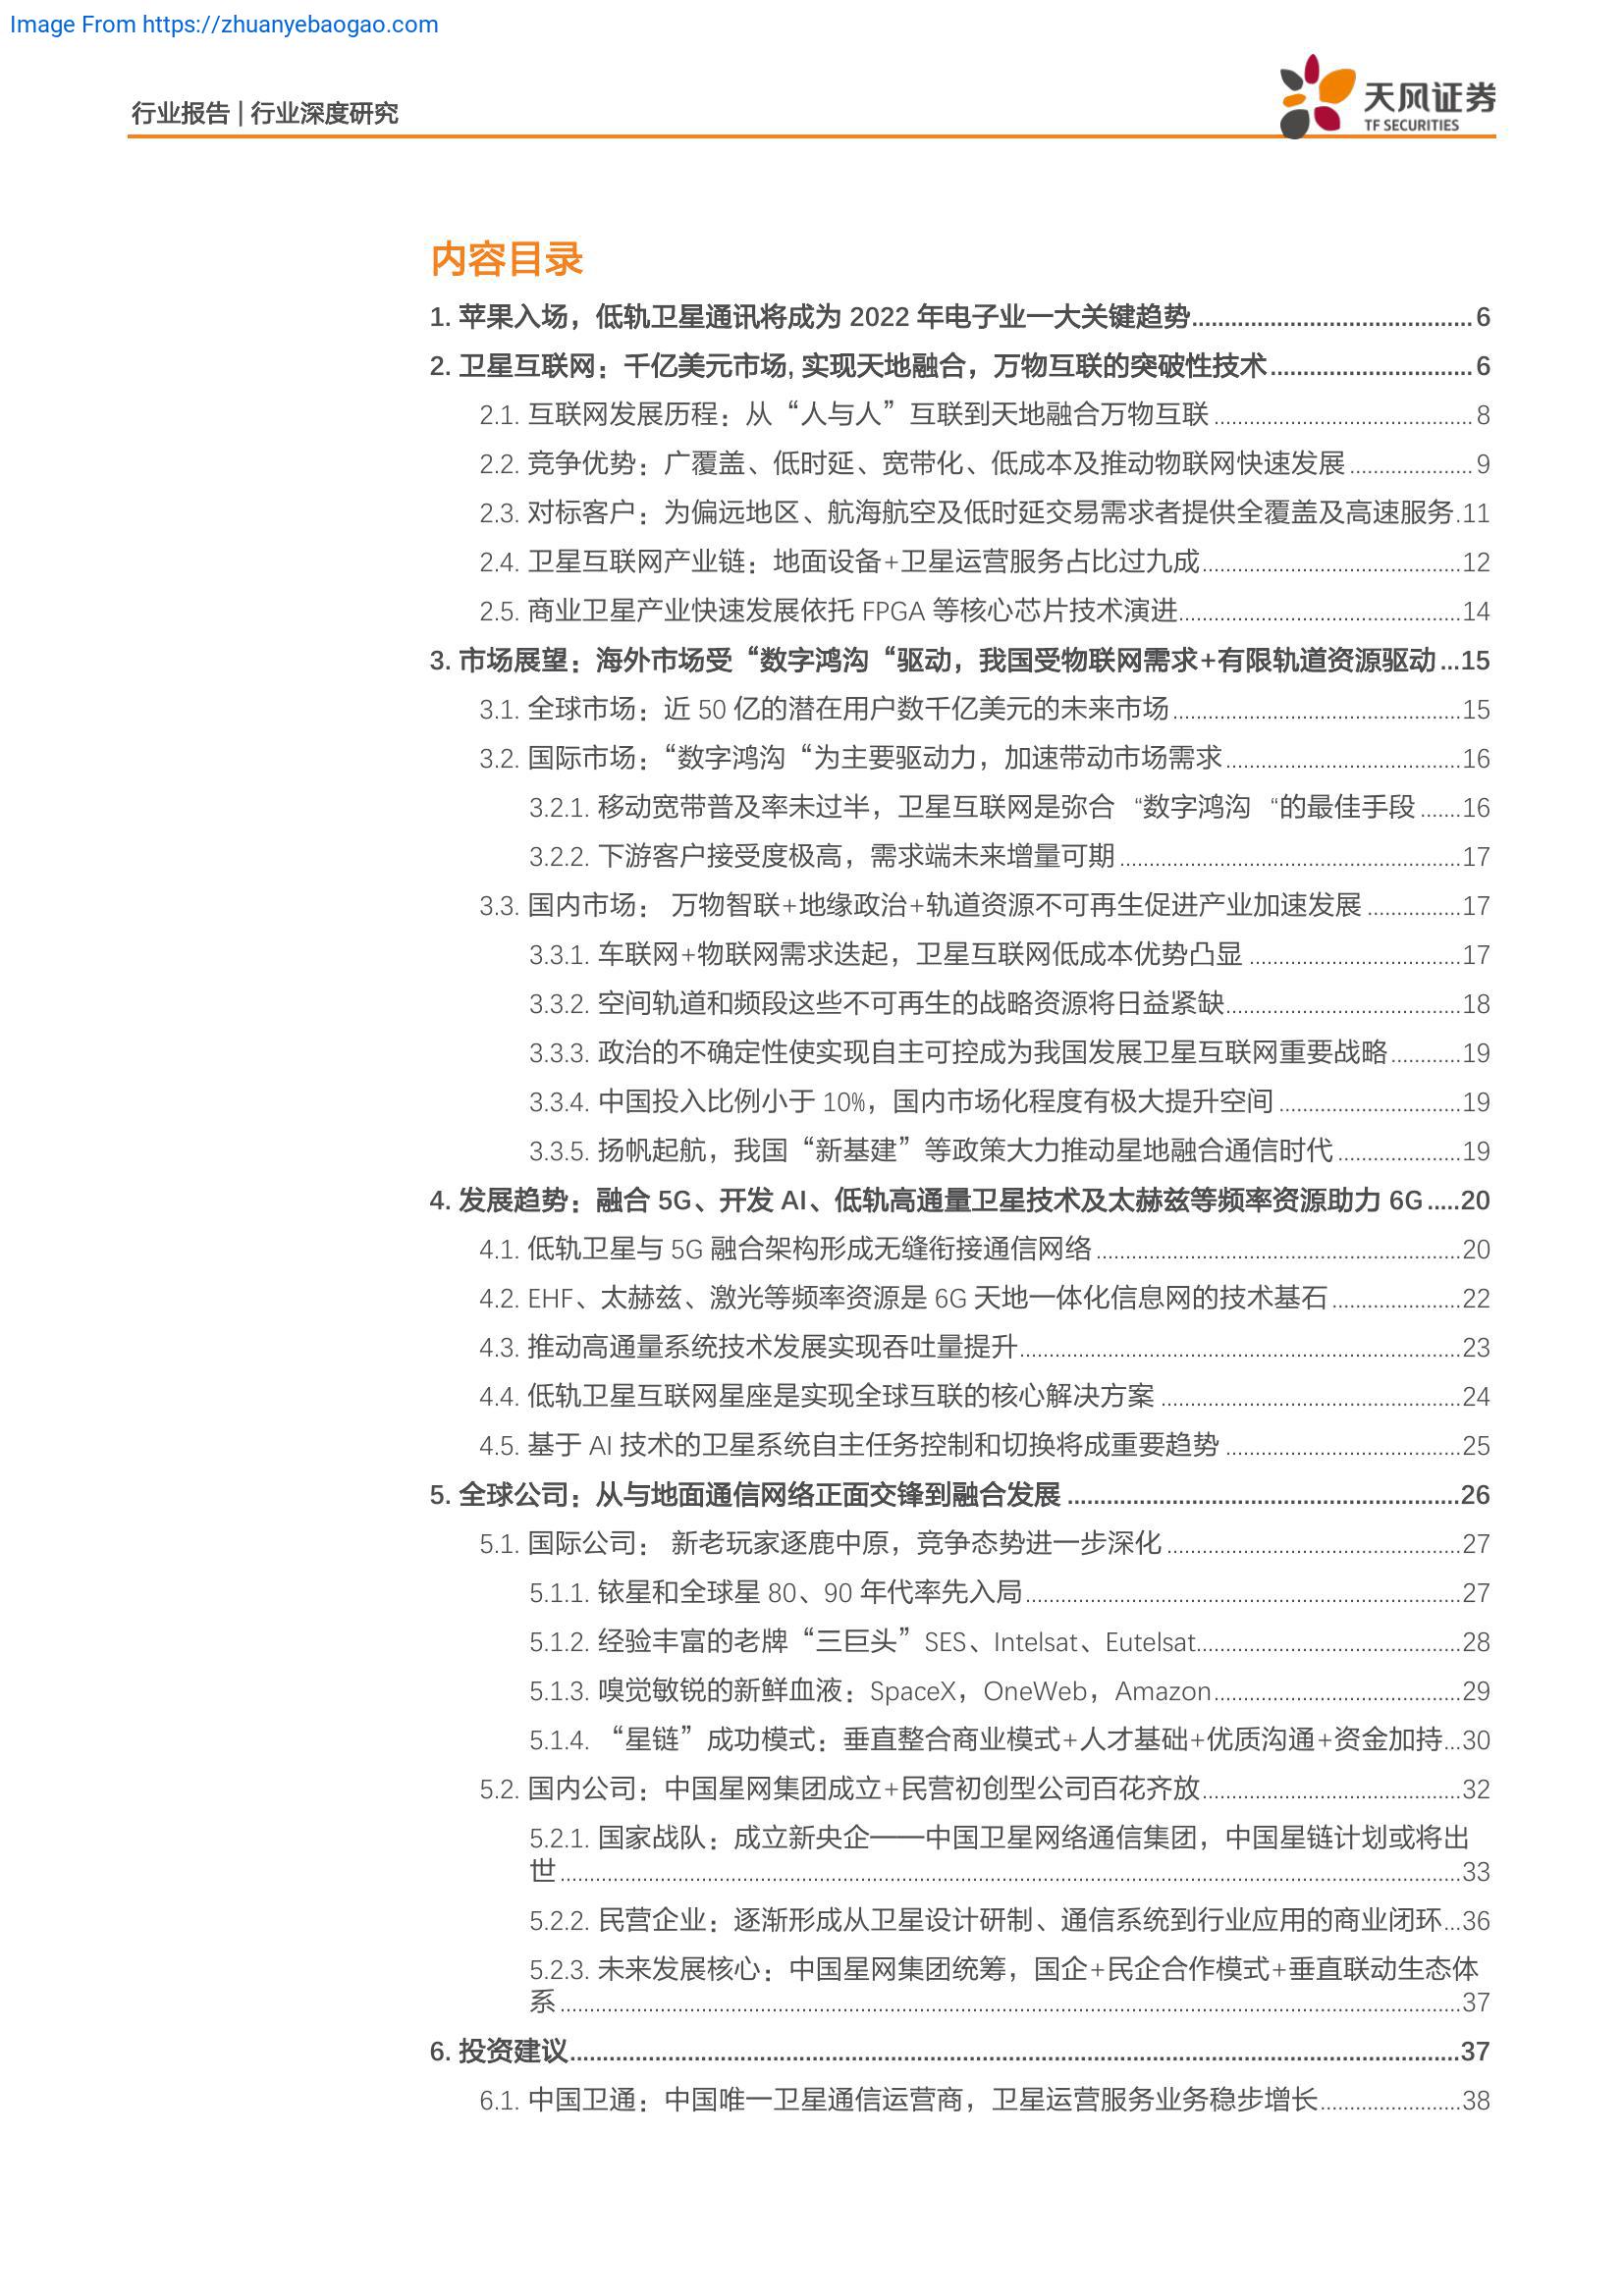 Image From https://zhuanyebaogao.com
行业报告 | 行业深度研究
天风证券
TF SECURITIES
内容目录
1. 苹果入场，低轨卫星通讯将成为 2022 年电子业一大关键趋势...........................................6
2. 卫星互联网：千亿美元市场, 实现天地融合，万物互联的突破性技术...............................6
2.1. 互联网发展历程：从“人与人”互联到天地融合万物互联............................................8
2.2. 竞争优势：广覆盖、低时延、宽带化、低成本及推动物联网快速发展.....................9
2.3. 对标客户：为偏远地区、航海航空及低时延交易需求者提供全覆盖及高速服务.11
2.4. 卫星互联网产业链：地面设备+卫星运营服务占比过九成............................................12
2.5. 商业卫星产业快速发展依托 FPGA 等核心芯片技术演进................................................14
3. 市场展望：海外市场受“数字鸿沟“驱动，我国受物联网需求+有限轨道资源驱动...15
3.1. 全球市场：近 50 亿的潜在用户数千亿美元的未来市场.................................................15
3.2. 国际市场：“数字鸿沟“为主要驱动力，加速带动市场需求........................................16
3.2.1. 移动宽带普及率未过半，卫星互联网是弥合 “数字鸿沟 “的最佳手段.......16
3.2.2. 下游客户接受度极高，需求端未来增量可期..........................................................17
3.3. 国内市场： 万物智联+地缘政治+轨道资源不可再生促进产业加速发展................17
3.3.1. 车联网+物联网需求迭起，卫星互联网低成本优势凸显....................................17
3.3.2. 空间轨道和频段这些不可再生的战略资源将日益紧缺........................................18
3.3.3. 政治的不确定性使实现自主可控成为我国发展卫星互联网重要战略............19
3.3.4. 中国投入比例小于 10%，国内市场化程度有极大提升空间...............................19
3.3.5. 扬帆起航，我国“新基建”等政策大力推动星地融合通信时代.....................19
4. 发展趋势：融合 5G、开发 AI、低轨高通量卫星技术及太赫兹等频率资源助力 6G.....20
4.1. 低轨卫星与 5G 融合架构形成无缝衔接通信网络..............................................................20
4.2. EHF、太赫兹、激光等频率资源是 6G 天地一体化信息网的技术基石......................22
4.3. 推动高通量系统技术发展实现吞吐量提升...........................................................................23
4.4. 低轨卫星互联网星座是实现全球互联的核心解决方案...................................................24
4.5. 基于 AI 技术的卫星系统自主任务控制和切换将成重要趋势........................................25
5. 全球公司：从与地面通信网络正面交锋到融合发展............................................................26
5.1. 国际公司： 新老玩家逐鹿中原，竞争态势进一步深化..................................................27
5.1.1. 铱星和全球星 80、90 年代率先入局..........................................................................27
5.1.2. 经验丰富的老牌“三巨头”SES、Intelsat、Eutelsat.............................................28
5.1.3. 嗅觉敏锐的新鲜血液：SpaceX，OneWeb，Amazon..........................................29
5.1.4. “星链”成功模式：垂直整合商业模式+人才基础+优质沟通+资金加持...30
5.2. 国内公司：中国星网集团成立+民营初创型公司百花齐放............................................32
5.2.1. 国家战队：成立新央企——中国卫星网络通信集团，中国星链计划或将出
世.........................................................................................................................................................33
5.2.2. 民营企业：逐渐形成从卫星设计研制、通信系统到行业应用的商业闭环...36
5.2.3. 未来发展核心：中国星网集团统筹，国企+民企合作模式+垂直联动生态体
系.........................................................................................................................................................37
6. 投资建议.........................................................................................................................................37
6.1. 中国卫通：中国唯一卫星通信运营商，卫星运营服务业务稳步增长........................38